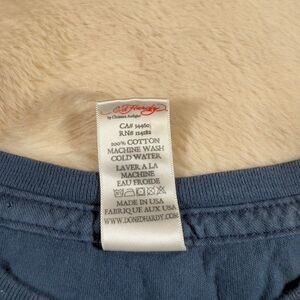 Ed Hardy
by Christian Audigier
CA# 34460
RN# 124182
100% COTTON
MACHINE WASH
COLD WATER
LAVER A LA
MACHINE
EAU FROIDE
MADE IN USA
FABRIQUE AUX USA
WWW.DONEDHARDY.COM